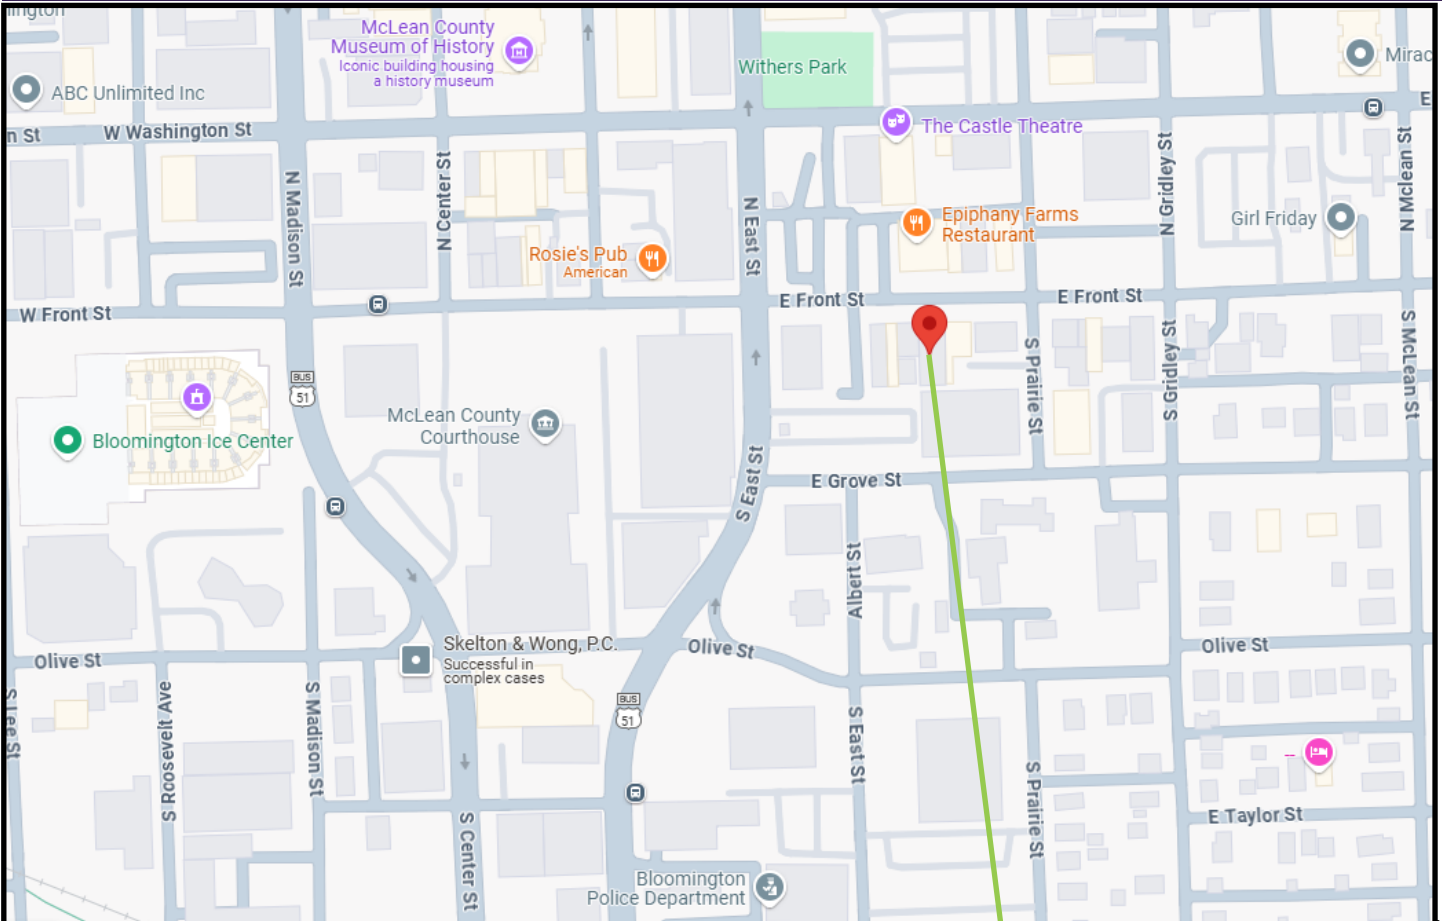 McLean County
Museum of History
Iconic building housing
a history museum
Withers Park
ABC Unlimited Inc
W Washington St
n St
The Castle Theatre
Mirac
E
N Madison St
N Center St
N East St
N Gridley St
N Mclean St
Epiphany Farms
Restaurant
Girl Friday
Rosie's Pub
American
W Front St
E Front St
E Front St
BUS
51
McLean County
Courthouse
Bloomington Ice Center
S Prairie St
S Gridley St
S McLean St
S East St
E Grove St
Albert St
Skelton & Wong, P.C.
Successful in
complex cases
Olive St
Olive St
Olive St
S Lee St
S Roosevelt Ave
S Madison St
BUS
51
S East St
S Prairie St
S Center St
E Taylor St
Bloomington
Police Department